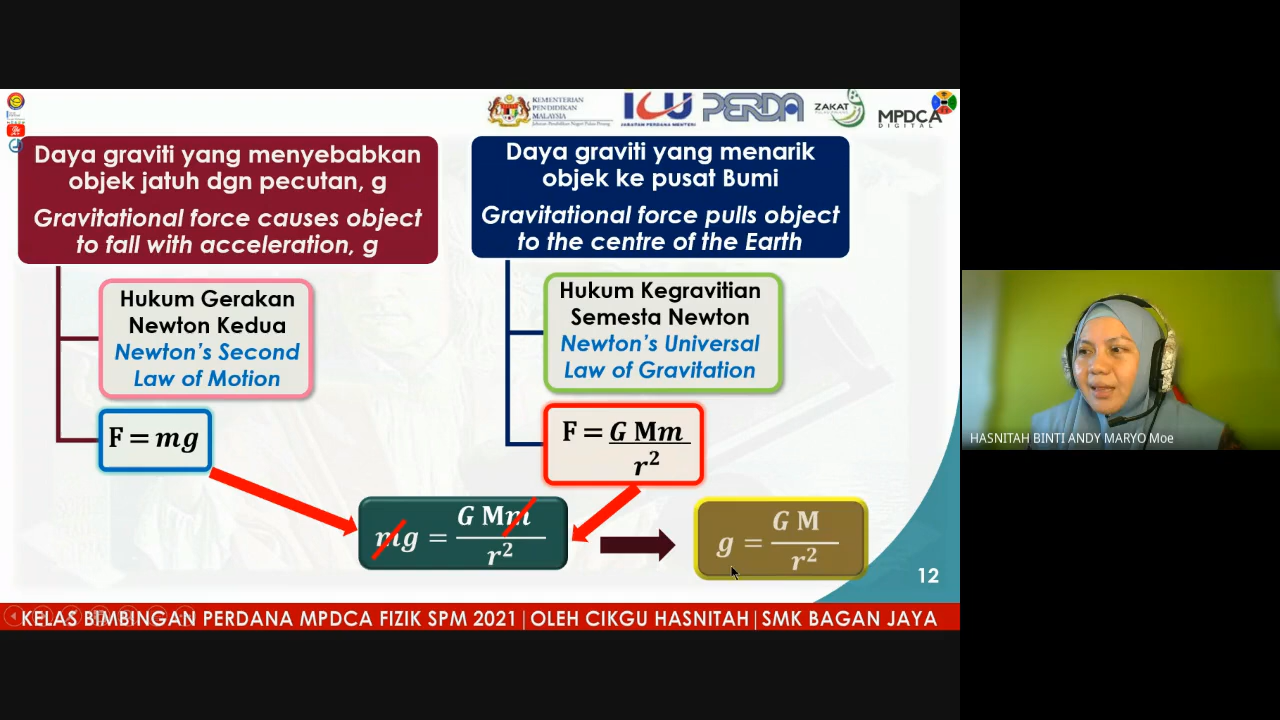 KEMENTERIAN
PENDIDIKAN
MALAYSIA
ICU
JABATAN PERDANA MENTERI
PERDA
ZAKAT
MPDCA
DIGITAL
Daya graviti yang menyebabkan
objek jatuh dgn pecutan, g
Gravitational force causes object
to fall with acceleration, g
Daya graviti yang menarik
objek ke pusat Bumi
Gravitational force pulls object
to the centre of the Earth
Hukum Gerakan
Newton Kedua
Newton's Second
Law of Motion
Hukum Kegravitian
Semesta Newton
Newton's Universal
Law of Gravitation
F = mg
F = G Mm / r²
mg = G Mm / r²
g = G M / r²
12
HASNITAH BINTI ANDY MARYO Moe
KELAS BIMBINGAN PERDANA MPDCA FIZIK SPM 2021|OLEH CIKGU HASNITAH|SMK BAGAN JAYA